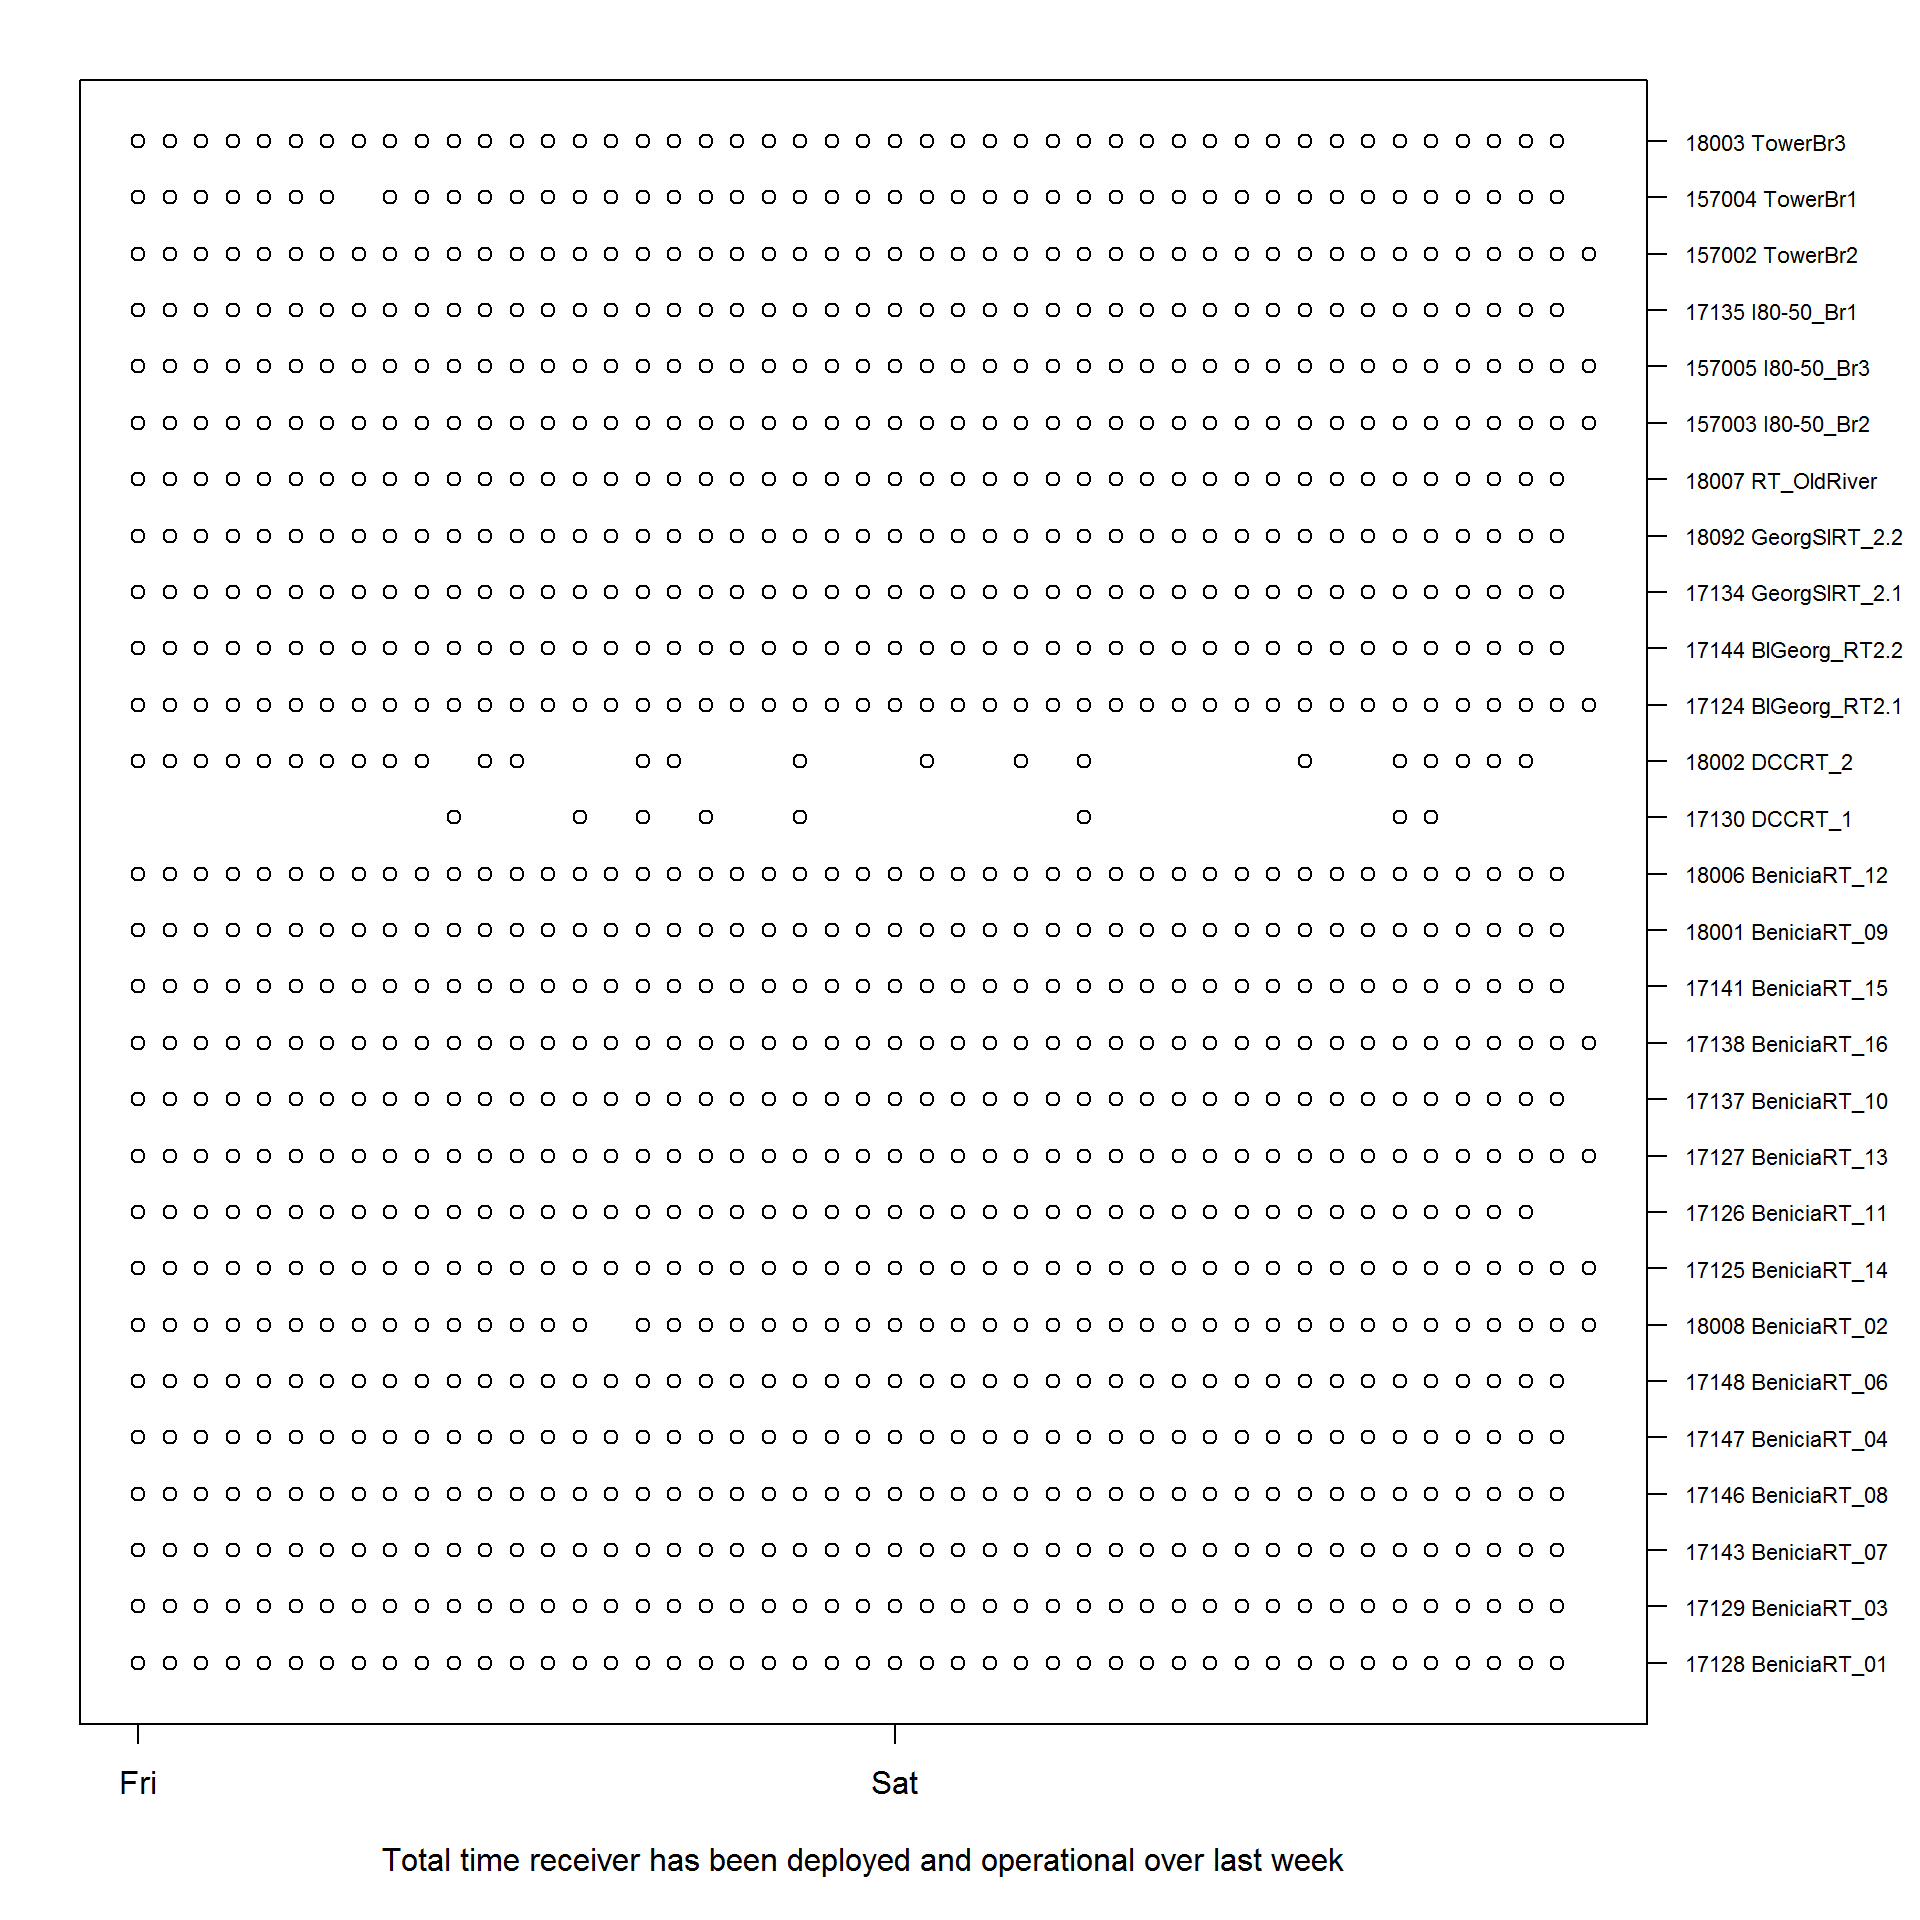 18003 TowerBr3
157004 TowerBr1
157002 TowerBr2
17135 I80-50_Br1
157005 I80-50_Br3
157003 I80-50_Br2
18007 RT_OldRiver
18092 GeorgSlRT_2.2
17134 GeorgSlRT_2.1
17144 BlGeorg_RT2.2
17124 BlGeorg_RT2.1
18002 DCCRT_2
17130 DCCRT_1
18006 BeniciaRT_12
18001 BeniciaRT_09
17141 BeniciaRT_15
17138 BeniciaRT_16
17137 BeniciaRT_10
17127 BeniciaRT_13
17126 BeniciaRT_11
17125 BeniciaRT_14
18008 BeniciaRT_02
17148 BeniciaRT_06
17147 BeniciaRT_04
17146 BeniciaRT_08
17143 BeniciaRT_07
17129 BeniciaRT_03
17128 BeniciaRT_01
Fri Sat
Total time receiver has been deployed and operational over last week